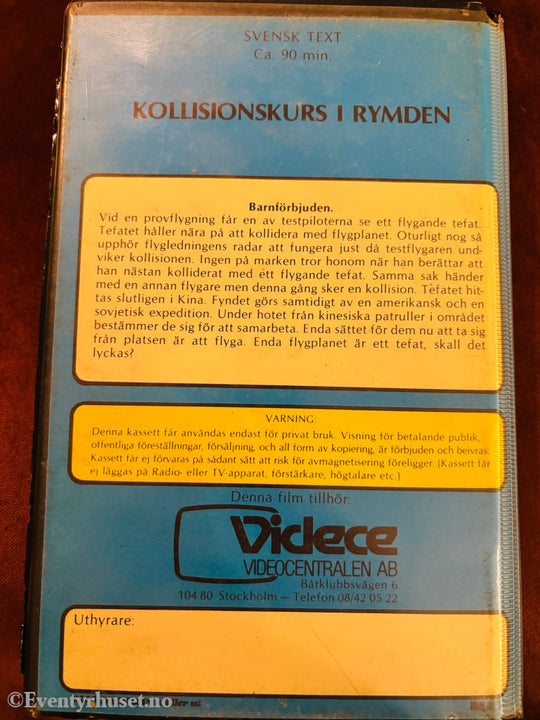 SVENSK TEXT
Ca. 90 min.
KOLLISIONSKURS I RYMDEN
Barnförbjuden.
Vid en provflygning får en av testpiloterna se ett flygande tefat.
Tefatet håller nära på att kollidera med flygplanet. Oturligt nog så
upphör flygledningens radar att fungera just då testflygaren und-
viker kollisionen. Ingen på marken tror honom när han berättar att
han nästan kolliderat med ett flygande tefat. Samma sak händer
med en annan flygare men denna gång sker en kollision. Tefatet hit-
tas slutligen i Kina. Fyndet görs samtidigt av en amerikansk och en
sovjetisk expedition. Under hotet från kinesiska patruller i området
bestämmer de sig för att samarbeta. Enda sättet för dem nu att ta sig
från platsen är att flyga. Enda flygplanet är ett tefat, skall det
lyckas?
VARNING:
Denna kassett får användas endast för privat bruk. Visning för betalande publik,
offentliga föreställningar, försäljning, och all form av kopiering, är förbjuden och beivras.
Kassett får ej förvaras på sådant sätt att risk för avmagnetisering föreligger. (Kassett får
ej läggas på Radio- eller TV-apparat, förstärkare, högtalare etc.)
Denna film tillhör:
Videce
VIDEOCENTRALEN AB
Båtklubbsvägen 6
104 80 Stockholm — Telefon 08/42 05 22
Uthyrare:
© Eventyrhuset.no